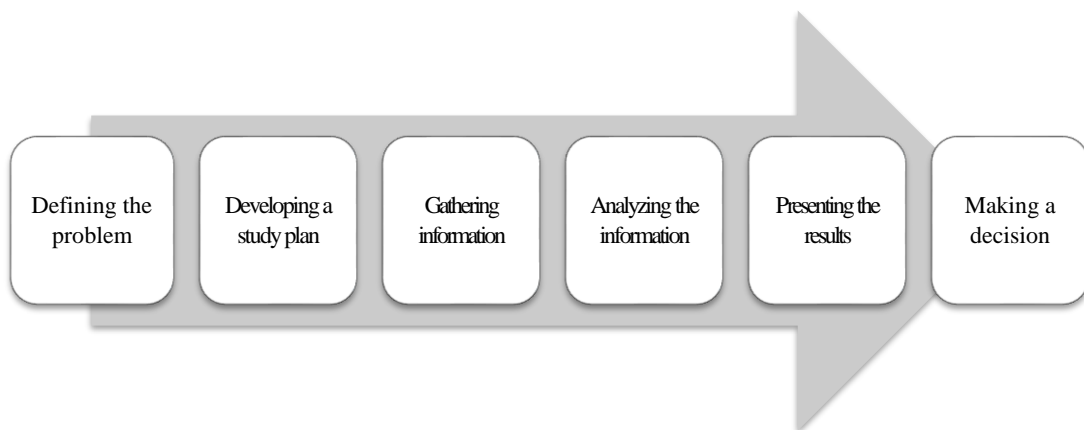 Defining the
problem
Developing a
study plan
Gathering
information
Analyzing the
information
Presenting the
results
Making a
decision